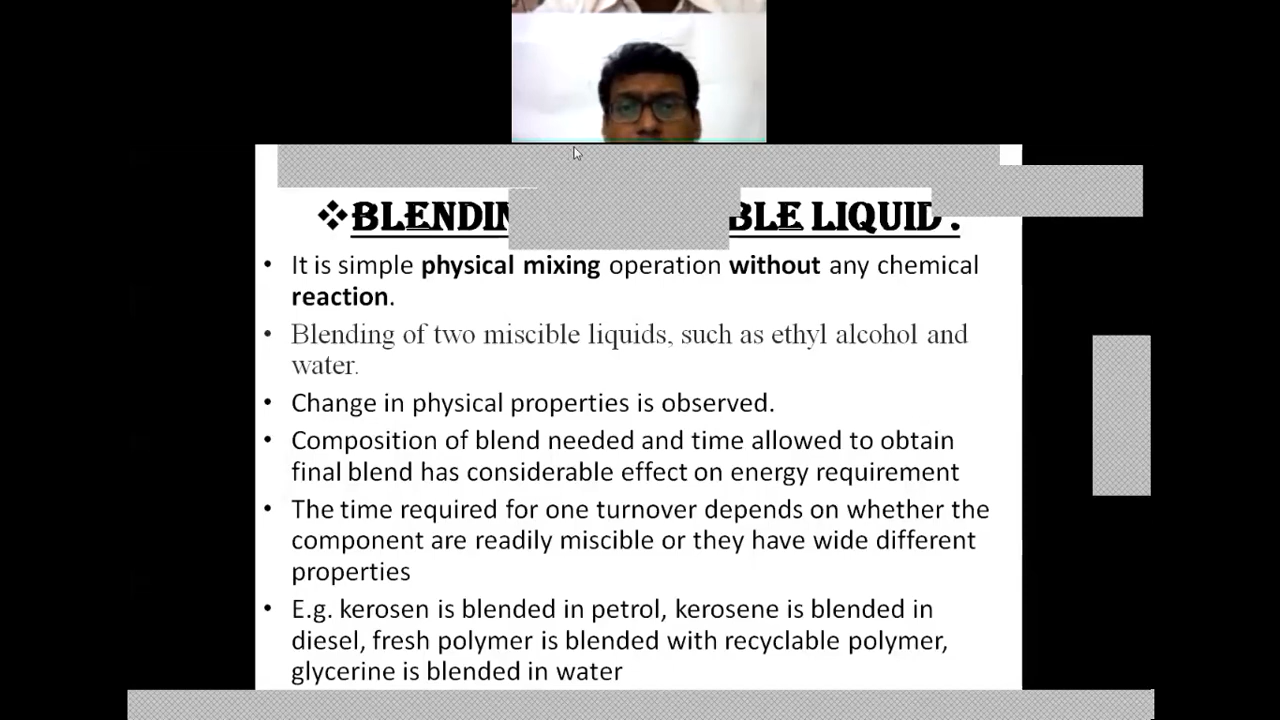 ❖BLENDIN BLE LIQUID :
• It is simple physical mixing operation without any chemical
reaction.
• Blending of two miscible liquids, such as ethyl alcohol and
water.
• Change in physical properties is observed.
• Composition of blend needed and time allowed to obtain
final blend has considerable effect on energy requirement
• The time required for one turnover depends on whether the
component are readily miscible or they have wide different
properties
• E.g. kerosen is blended in petrol, kerosene is blended in
diesel, fresh polymer is blended with recyclable polymer,
glycerine is blended in water